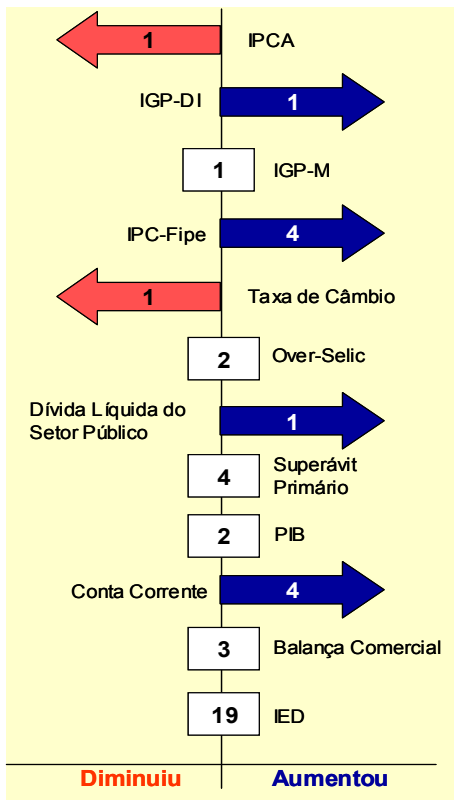 1 IPCA
IGP-DI 1
1 IGP-M
IPC-Fipe 4
1 Taxa de Câmbio
2 Over-Selic
Dívida Líquida do
Setor Público
1
4
Superávit
Primário
2 PIB
Conta Corrente 4
3 Balança Comercial
19 IED
Diminuiu Aumentou